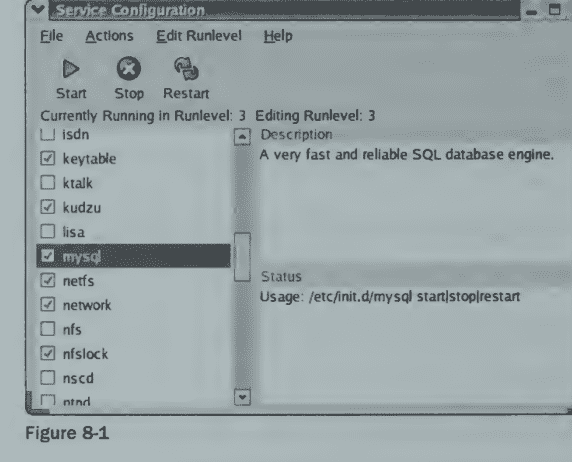 Service Configuration
File Actions Edit Runlevel Help
Start Stop Restart
Currently Running in Runlevel: 3 Editing Runlevel: 3
isdn
keytable
ktalk
kudzu
lisa
mysql
netfs
network
nfs
nfslock
nscd
ntpd
Description
A very fast and reliable SQL database engine.
Status
Usage: /etc/init.d/mysql start|stop|restart
Figure 8-1